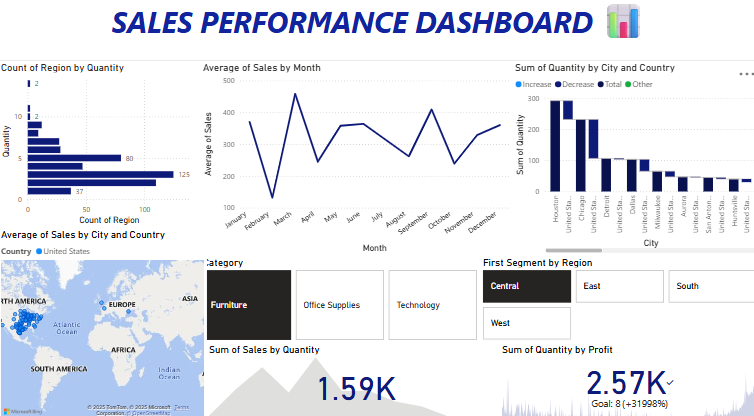 SALES PERFORMANCE DASHBOARD
Count of Region by Quantity
2
10
2
5
80
125
0
37
0
100
Quantity
Count of Region
Average of Sales by Month
500
400
300
200
100
Average of Sales
January
February
March
April
May
June
July
August
September
October
November
December
Month
Sum of Quantity by City and Country
Increase Decrease Total Other
300
200
100
0
Sum of Quantity
Houston
United Sta...
Chicago
United Sta...
Detroit
United Sta...
Dallas
United Sta...
Milwaukee
United Sta...
Aurora
United Sta...
San Anton...
United Sta...
Huntsville
United Sta...
City
Average of Sales by City and Country
Country United States
RTH AMERICA
EUROPE
ASIA
Atlantic
Ocean
AFRICA
SOUTH AMERICA
Indian
Ocean
Microsoft Bing
© 2025 TomTom, © 2025 Microsoft Corporation, © OpenStreetMap Terms
Category
Furniture
Office Supplies
Technology
First Segment by Region
Central
East
South
West
Sum of Sales by Quantity
1.59K
Sum of Quantity by Profit
2.57K
Goal: 8 (+31998%)